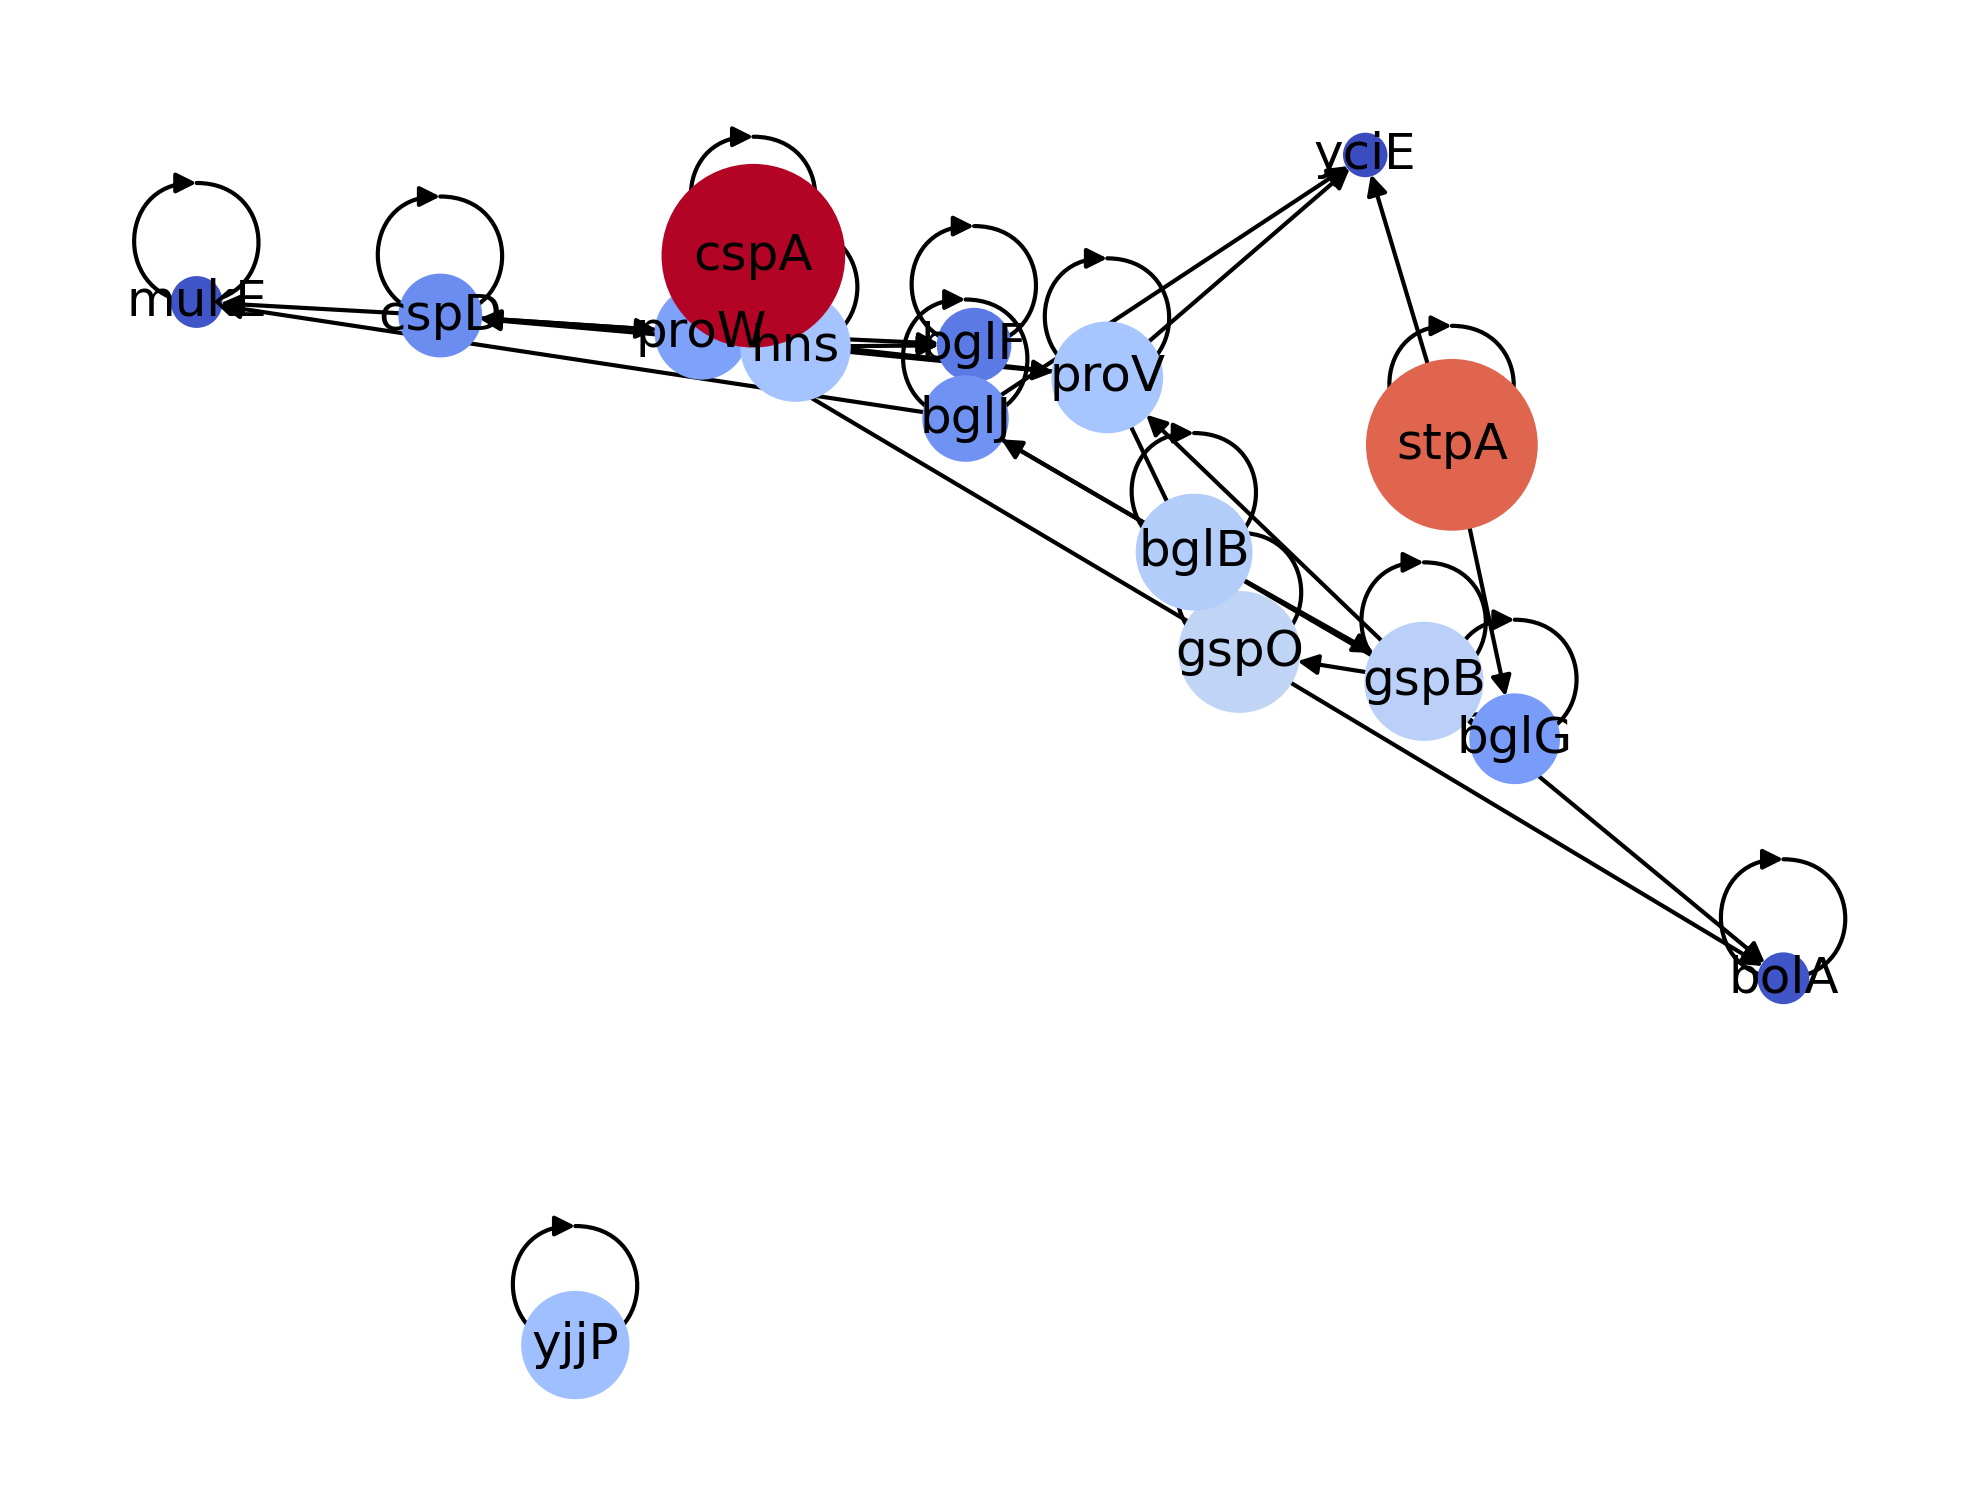 yciE
cspA
mukE
cspD
proW
hns
bglF
proV
bglJ
stpA
bglB
gspO
gspB
bglG
bolA
yjjP